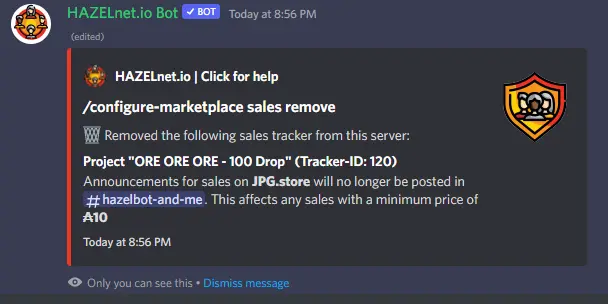 HAZELnet.io Bot ✔ BOT Today at 8:56 PM
(edited)
HAZELnet.io | Click for help
/configure-marketplace sales remove
🗑️ Removed the following sales tracker from this server:
Project "ORE ORE ORE - 100 Drop" (Tracker-ID: 120)
Announcements for sales on JPG.store will no longer be posted in
#hazelbot-and-me. This affects any sales with a minimum price of
₳10
Today at 8:56 PM
Only you can see this • Dismiss message